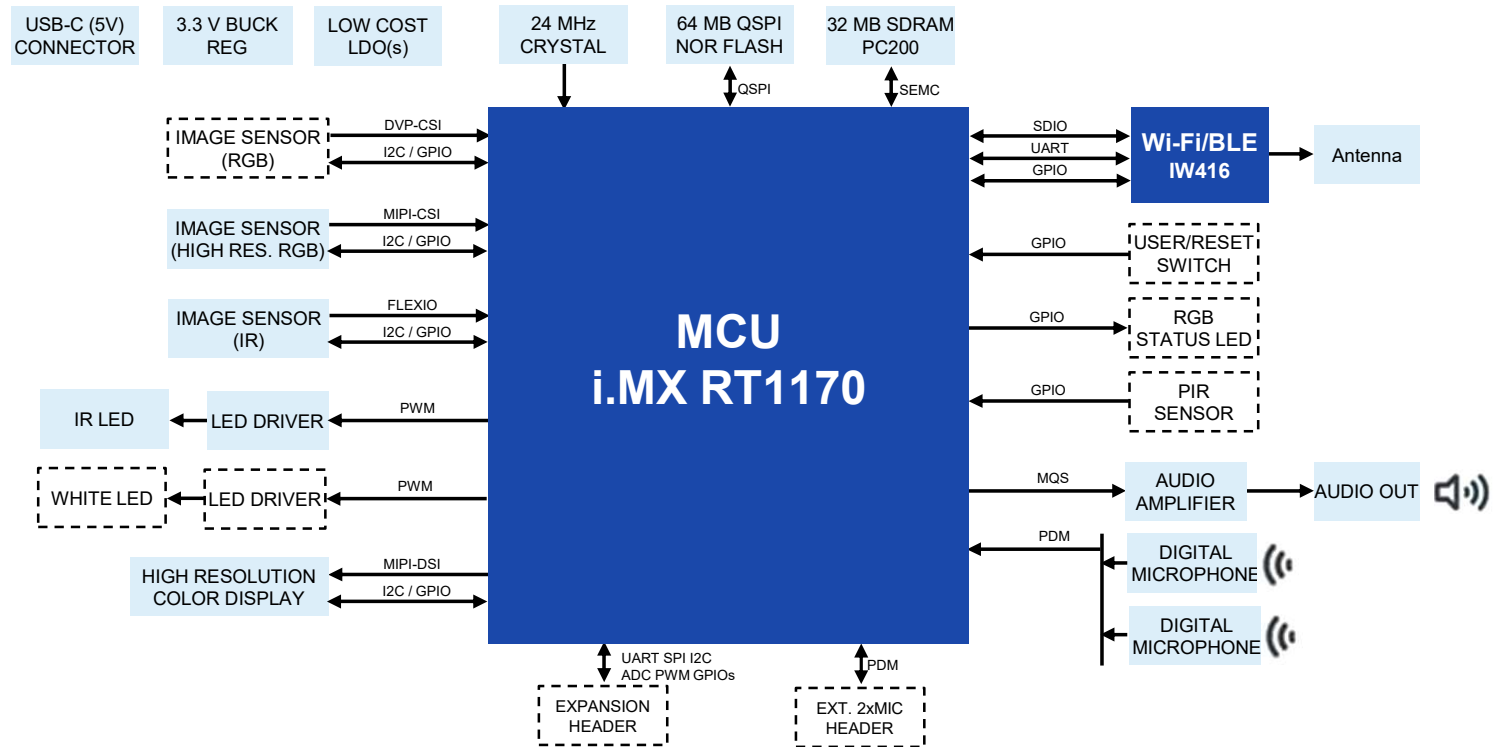 USB-C (5V)
CONNECTOR
3.3 V BUCK
REG
LOW COST
LDO(s)
24 MHz
CRYSTAL
64 MB QSPI
NOR FLASH
32 MB SDRAM
PC200
QSPI
SEMC
IMAGE SENSOR
(RGB)
DVP-CSI
I2C / GPIO
IMAGE SENSOR
(HIGH RES. RGB)
MIPI-CSI
I2C / GPIO
IMAGE SENSOR
(IR)
FLEXIO
I2C / GPIO
IR LED
LED DRIVER
PWM
WHITE LED
LED DRIVER
PWM
HIGH RESOLUTION
COLOR DISPLAY
MIPI-DSI
I2C / GPIO
MCU
i.MX RT1170
SDIO
UART
GPIO
Wi-Fi/BLE
IW416
Antenna
GPIO
USER/RESET
SWITCH
GPIO
RGB
STATUS LED
GPIO
PIR
SENSOR
MQS
AUDIO
AMPLIFIER
AUDIO OUT
PDM
DIGITAL
MICROPHONE
DIGITAL
MICROPHONE
UART SPI I2C
ADC PWM GPIOs
EXPANSION
HEADER
PDM
EXT. 2xMIC
HEADER